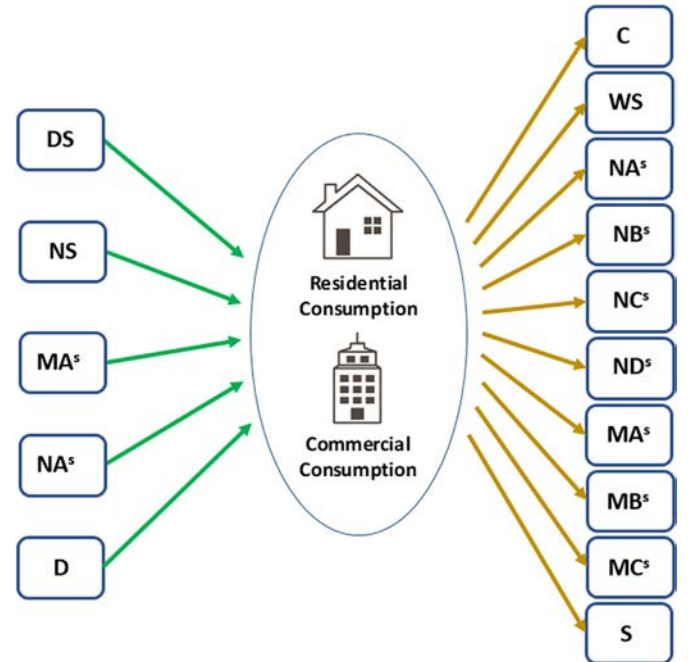 DS
NS
MAˢ
NAˢ
D
Residential
Consumption
Commercial
Consumption
C
WS
NAˢ
NBˢ
NCˢ
NDˢ
MAˢ
MBˢ
MCˢ
S